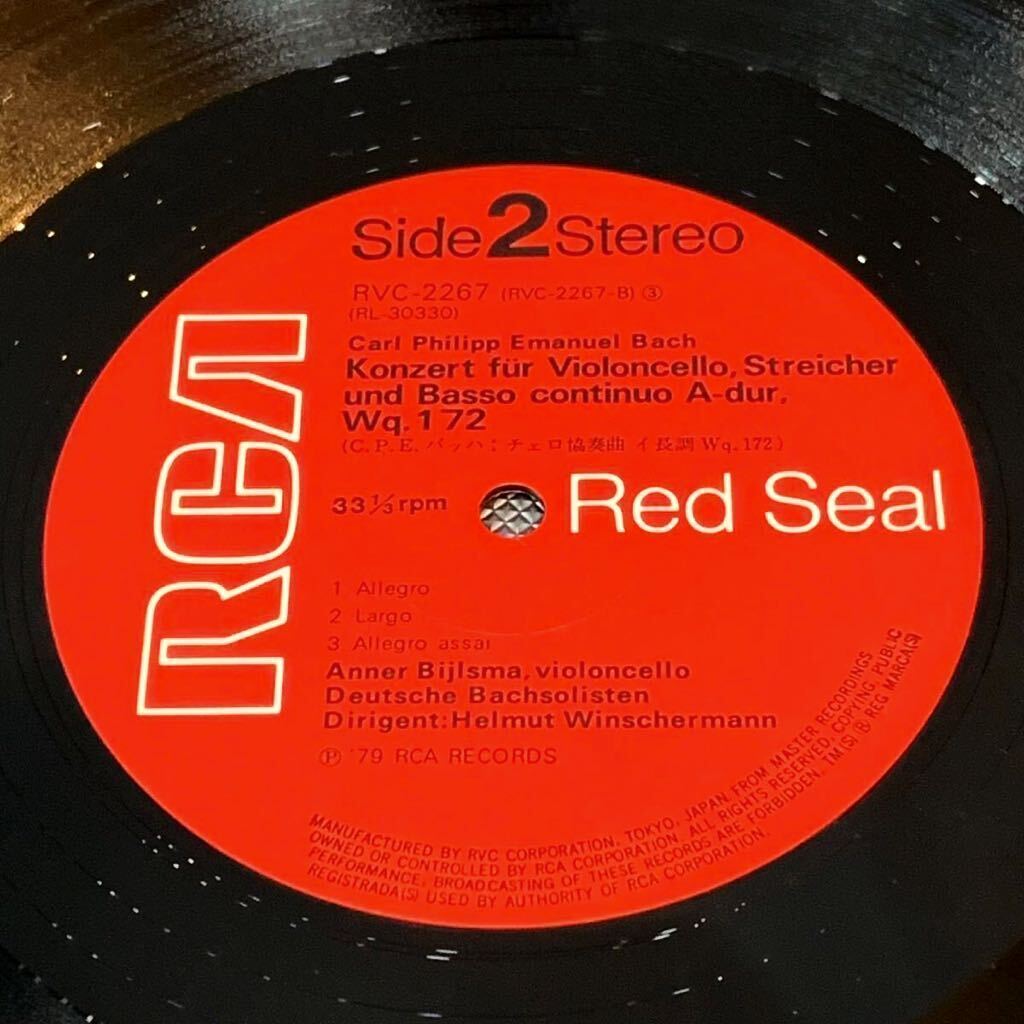 Side 2 Stereo
RVC-2267 (RVC-2267-B) ③
(RL-30330)
Carl Philipp Emanuel Bach
Konzert für Violoncello, Streicher
und Basso continuo A-dur,
Wq. 172
(C. P. E. バッハ：チェロ協奏曲 イ長調 Wq. 172)
RCA
33⅓ rpm
Red Seal
1 Allegro
2 Largo
3 Allegro assai
Anner Bijlsma, violoncello
Deutsche Bachsolisten
Dirigent: Helmut Winschermann
Ⓟ '79 RCA RECORDS
MANUFACTURED BY RVC CORPORATION, TOKYO, JAPAN FROM MASTER RECORDINGS
OWNED OR CONTROLLED BY RCA CORPORATION. ALL RIGHTS RESERVED. COPYING, PUBLIC
PERFORMANCE, BROADCASTING OF THESE RECORDS ARE FORBIDDEN. TM(S) ® REG MARCA(S)
REGISTRADA(S) USED BY AUTHORITY OF RCA CORPORATION.